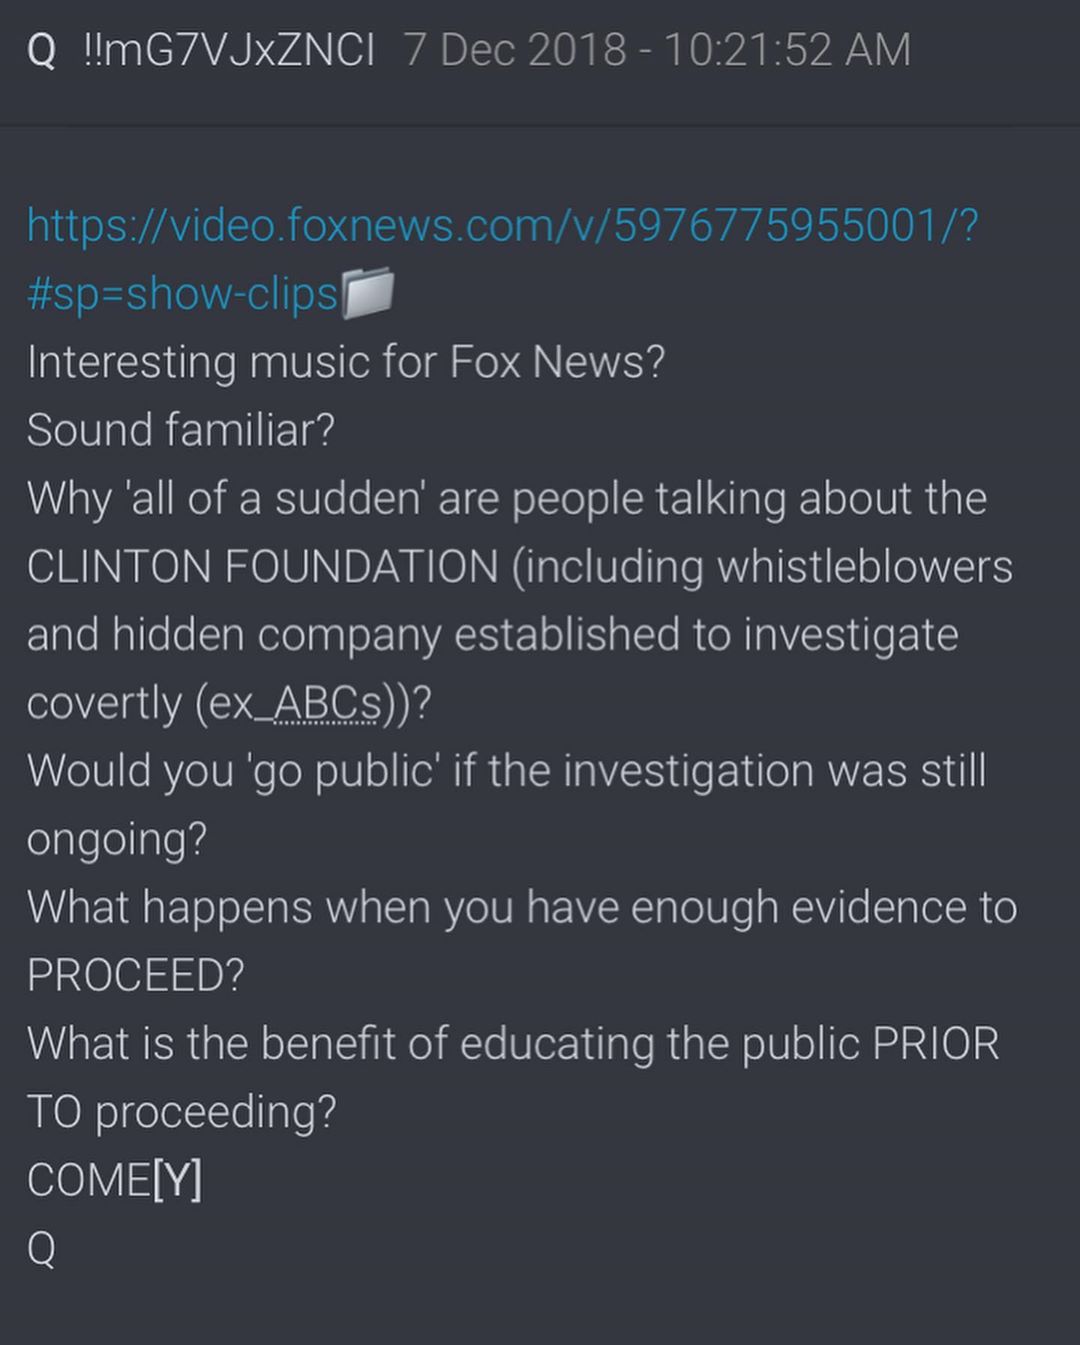 Q !!mG7VJxZNCI 7 Dec 2018 - 10:21:52 AM
https://video.foxnews.com/v/5976775955001/?
#sp=show-clips
Interesting music for Fox News?
Sound familiar?
Why 'all of a sudden' are people talking about the
CLINTON FOUNDATION (including whistleblowers
and hidden company established to investigate
covertly (ex_ABCs))?
Would you 'go public' if the investigation was still
ongoing?
What happens when you have enough evidence to
PROCEED?
What is the benefit of educating the public PRIOR
TO proceeding?
COME[Y]
Q